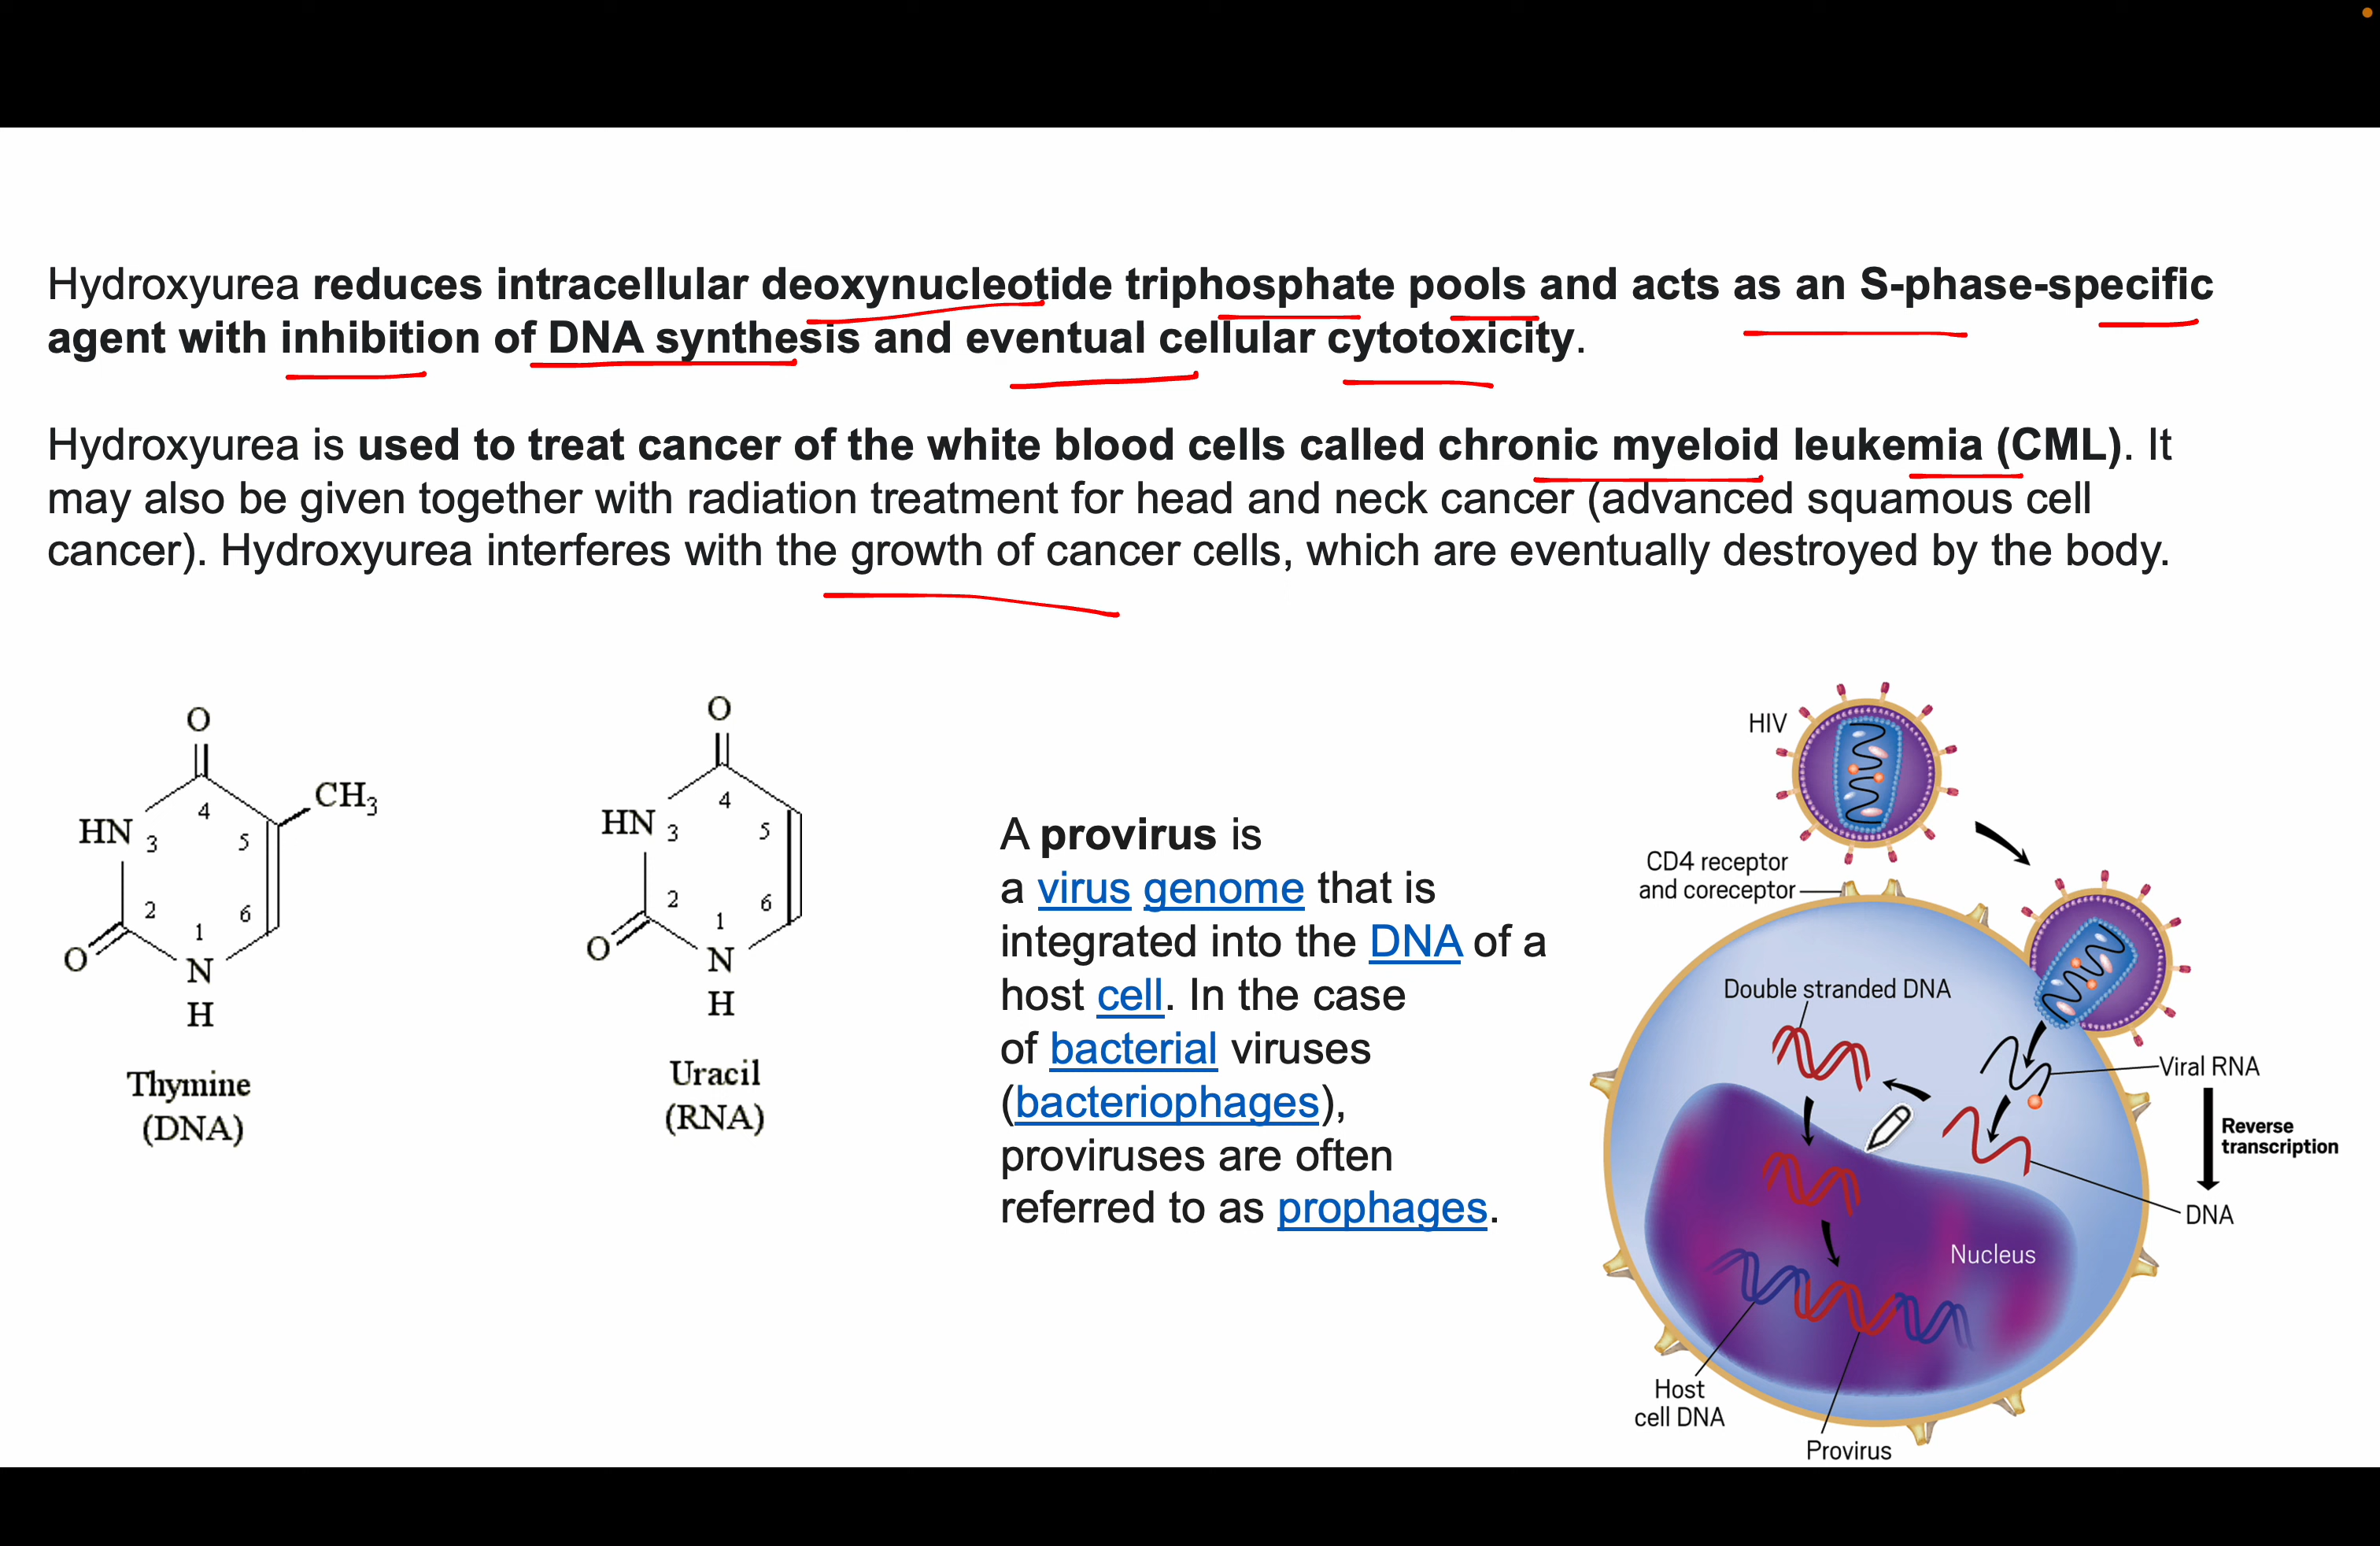 Hydroxyurea reduces intracellular deoxynucleotide triphosphate pools and acts as an S-phase-specific
agent with inhibition of DNA synthesis and eventual cellular cytotoxicity.
Hydroxyurea is used to treat cancer of the white blood cells called chronic myeloid leukemia (CML). It
may also be given together with radiation treatment for head and neck cancer (advanced squamous cell
cancer). Hydroxyurea interferes with the growth of cancer cells, which are eventually destroyed by the body.
O
CH3
4
HN 3
5
2
6
1
O
N
H
Thymine
(DNA)
O
4
HN 3
5
2
6
1
O
N
H
Uracil
(RNA)
A provirus is
a virus genome that is
integrated into the DNA of a
host cell. In the case
of bacterial viruses
(bacteriophages),
proviruses are often
referred to as prophages.
HIV
CD4 receptor
and coreceptor
Double stranded DNA
Viral RNA
Reverse
transcription
DNA
Nucleus
Host
cell DNA
Provirus